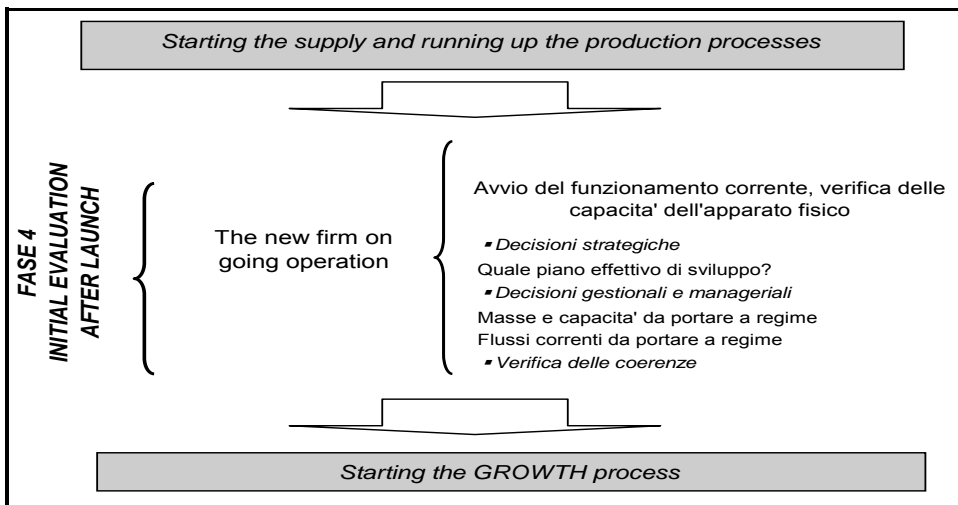 Starting the supply and running up the production processes
FASE 4
INITIAL EVALUATION
AFTER LAUNCH
The new firm on
going operation
Avvio del funzionamento corrente, verifica delle
capacita' dell'apparato fisico
▪ Decisioni strategiche
Quale piano effettivo di sviluppo?
▪ Decisioni gestionali e manageriali
Masse e capacita' da portare a regime
Flussi correnti da portare a regime
▪ Verifica delle coerenze
Starting the GROWTH process